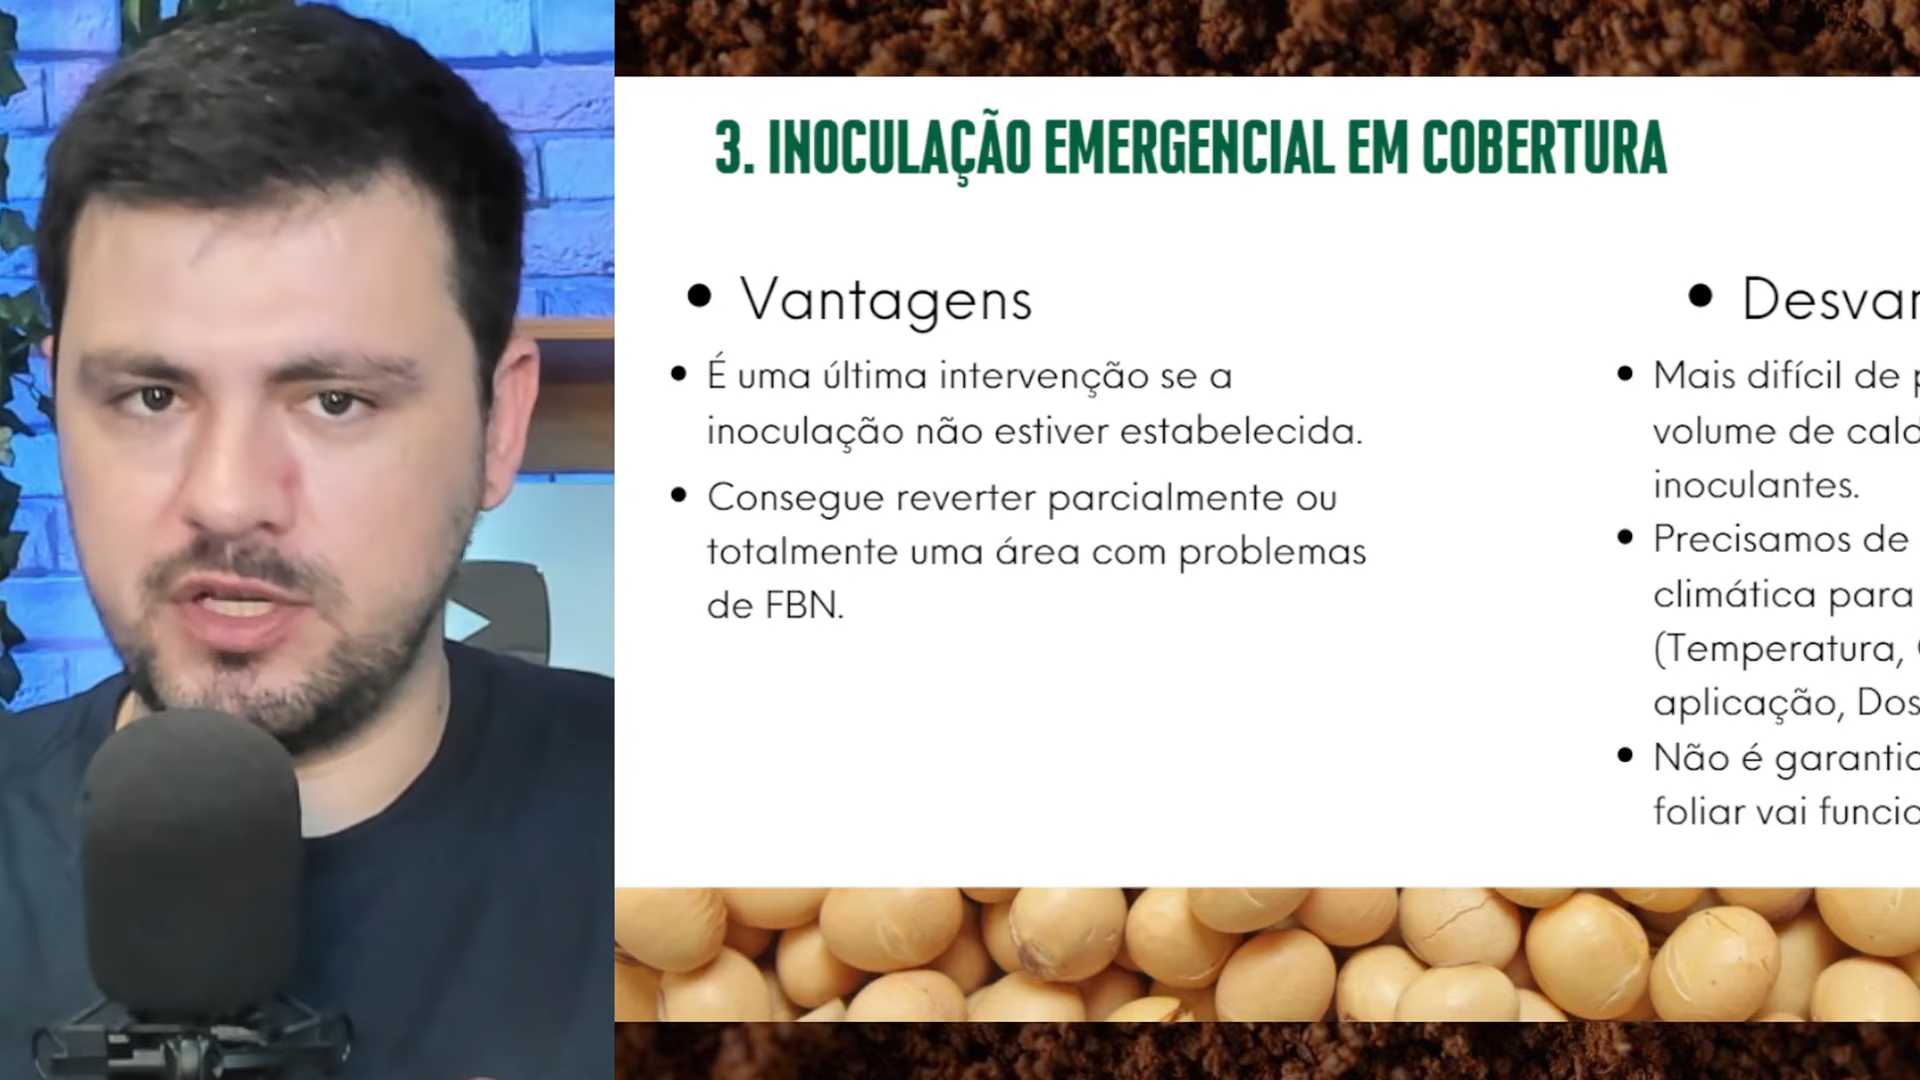 3. INOCULAÇÃO EMERGENCIAL EM COBERTURA
• Vantagens
• É uma última intervenção se a
inoculação não estiver estabelecida.
• Consegue reverter parcialmente ou
totalmente uma área com problemas
de FBN.
•
• Mais difícil de
volume de
inoculantes.
• Precisamos de
climática para
(Temperatura,
aplicação,
• Não é
foliar vai